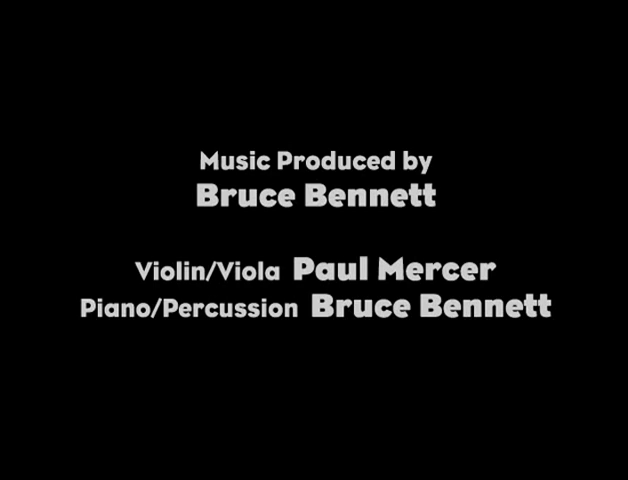 Music Produced by
Bruce Bennett
Violin/Viola Paul Mercer
Piano/Percussion Bruce Bennett